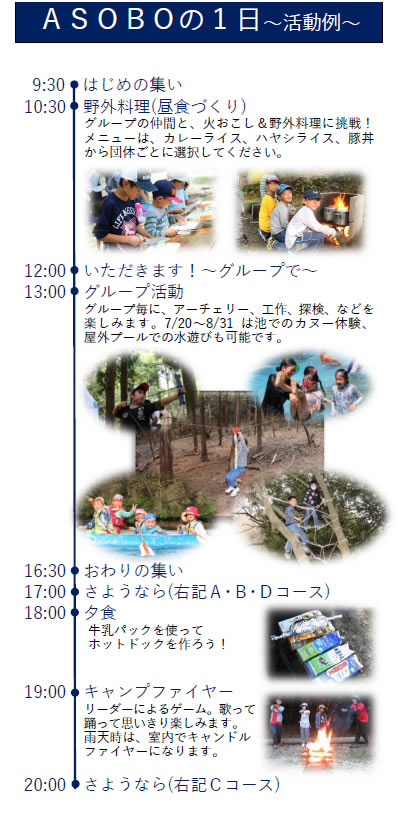 ASOBOの1日～活動例～
9:30 はじめの集い
10:30 野外料理(昼食づくり)
グループの仲間と、火おこし＆野外料理に挑戦！
メニューは、カレーライス、ハヤシライス、豚丼
から団体ごとに選択してください。
12:00 いただきます！～グループで～
13:00 グループ活動
グループ毎に、アーチェリー、工作、探検、などを
楽しみます。7/20～8/31 は池でのカヌー体験、
屋外プールでの水遊びも可能です。
16:30 おわりの集い
17:00 さようなら(右記A・B・Dコース)
18:00 夕食
牛乳パックを使って
ホットドックを作ろう！
19:00 キャンプファイヤー
リーダーによるゲーム。歌って
踊って思いきり楽しみます。
雨天時は、室内でキャンドル
ファイヤーになります。
20:00 さようなら(右記Cコース)